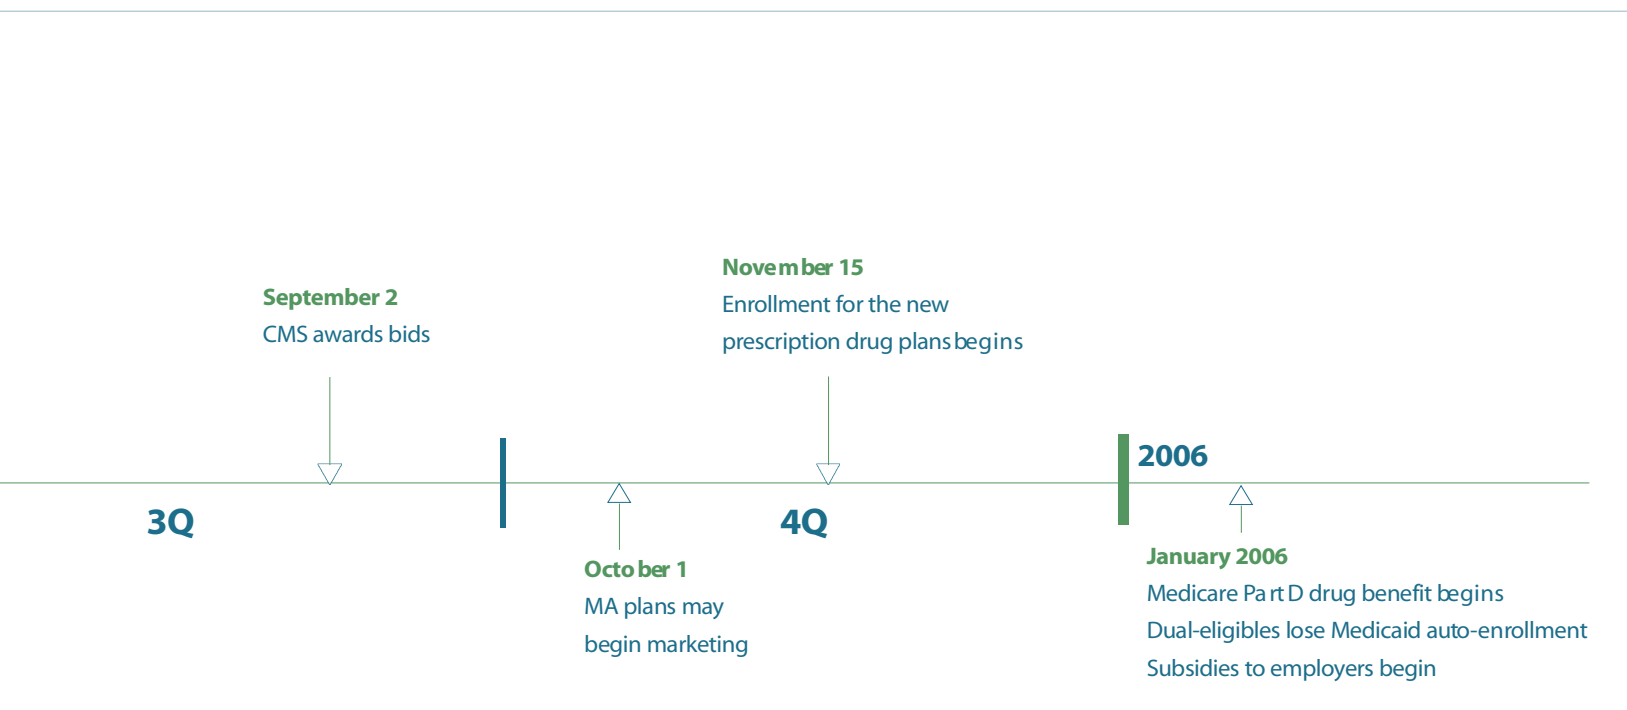 November 15
Enrollment for the new
prescription drug plans begins
September 2
CMS awards bids
2006
3Q
4Q
October 1
MA plans may
begin marketing
January 2006
Medicare Part D drug benefit begins
Dual-eligibles lose Medicaid auto-enrollment
Subsidies to employers begin